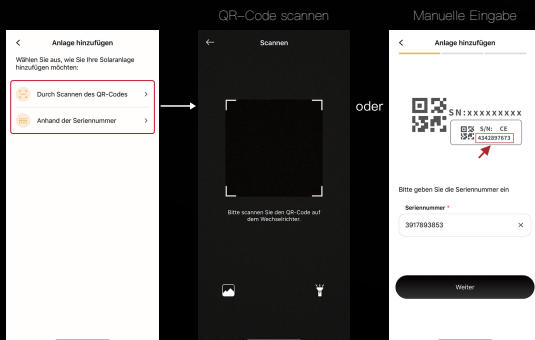 QR-Code scannen
Manuelle Eingabe
Anlage hinzufügen
Wählen Sie aus, wie Sie Ihre Solaranlage
hinzufügen möchten:
Durch Scannen des QR-Codes
Anhand der Seriennummer
Scannen
Bitte scannen Sie den QR-Code auf
dem Wechselrichter.
oder
Anlage hinzufügen
SN:xxxxxxxxx
S/N: CE
4342897673
Bitte geben Sie die Seriennummer ein
Seriennummer *
3917893853
Weiter